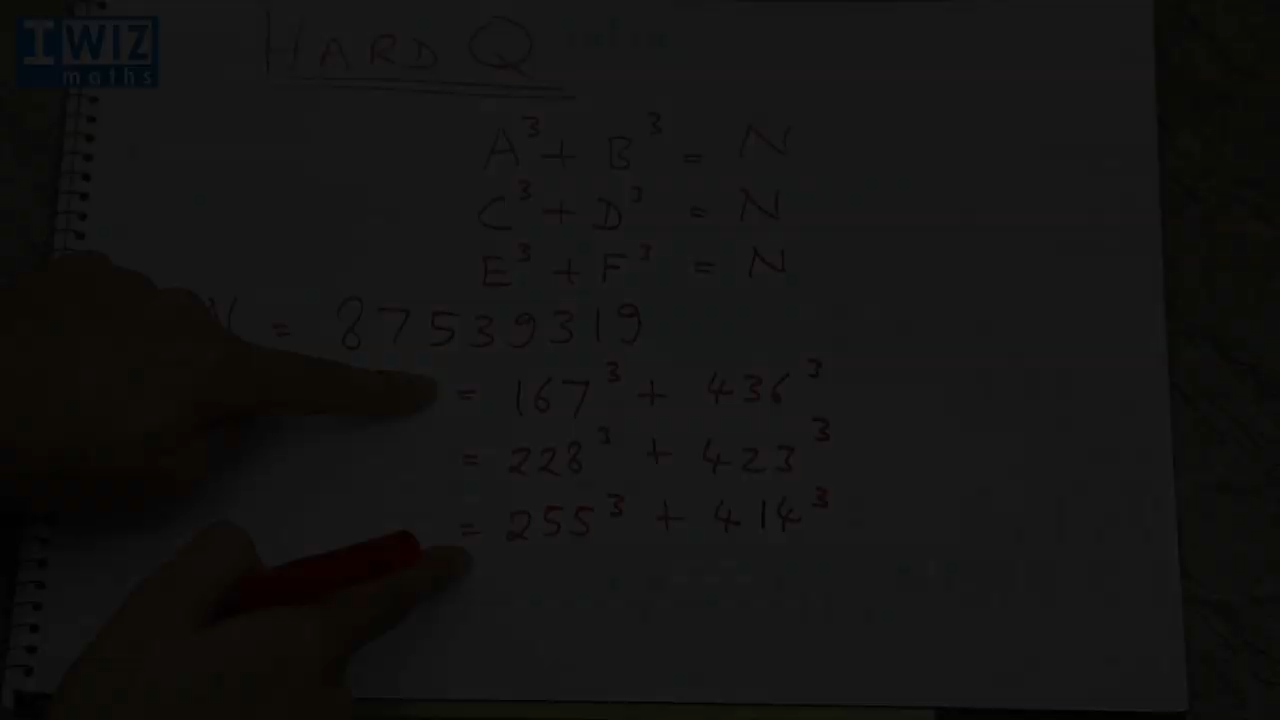 IWIZ
maths
HARD Q
A³ + B³ = N
C³ + D³ = N
E³ + F³ = N
N = 87539319
= 167³ + 436³
= 228³ + 423³
= 255³ + 414³